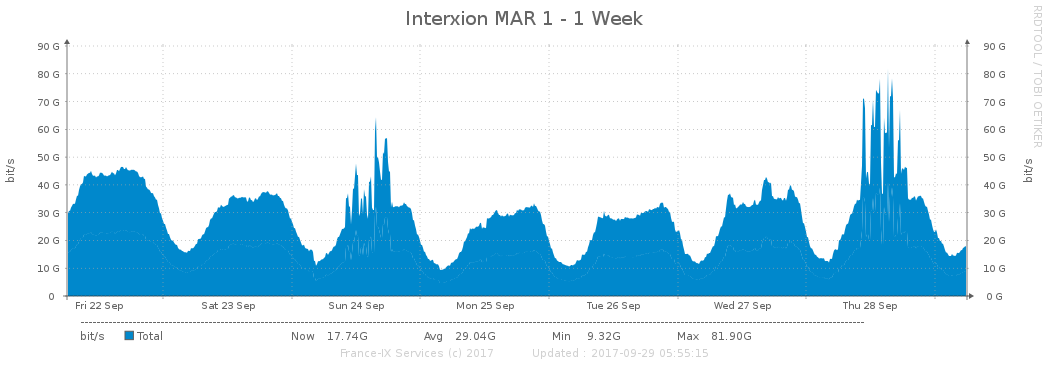 Interxion MAR 1 - 1 Week
RRDTOOL / TOBI OETIKER
bit/s
bit/s
90 G 90 G
80 G 80 G
70 G 70 G
60 G 60 G
50 G 50 G
40 G 40 G
30 G 30 G
20 G 20 G
10 G 10 G
0 0 G
Fri 22 Sep Sat 23 Sep Sun 24 Sep Mon 25 Sep Tue 26 Sep Wed 27 Sep Thu 28 Sep
bit/s Total Now 17.74G Avg 29.04G Min 9.32G Max 81.90G
France-IX Services (c) 2017 Updated : 2017-09-29 05:55:15